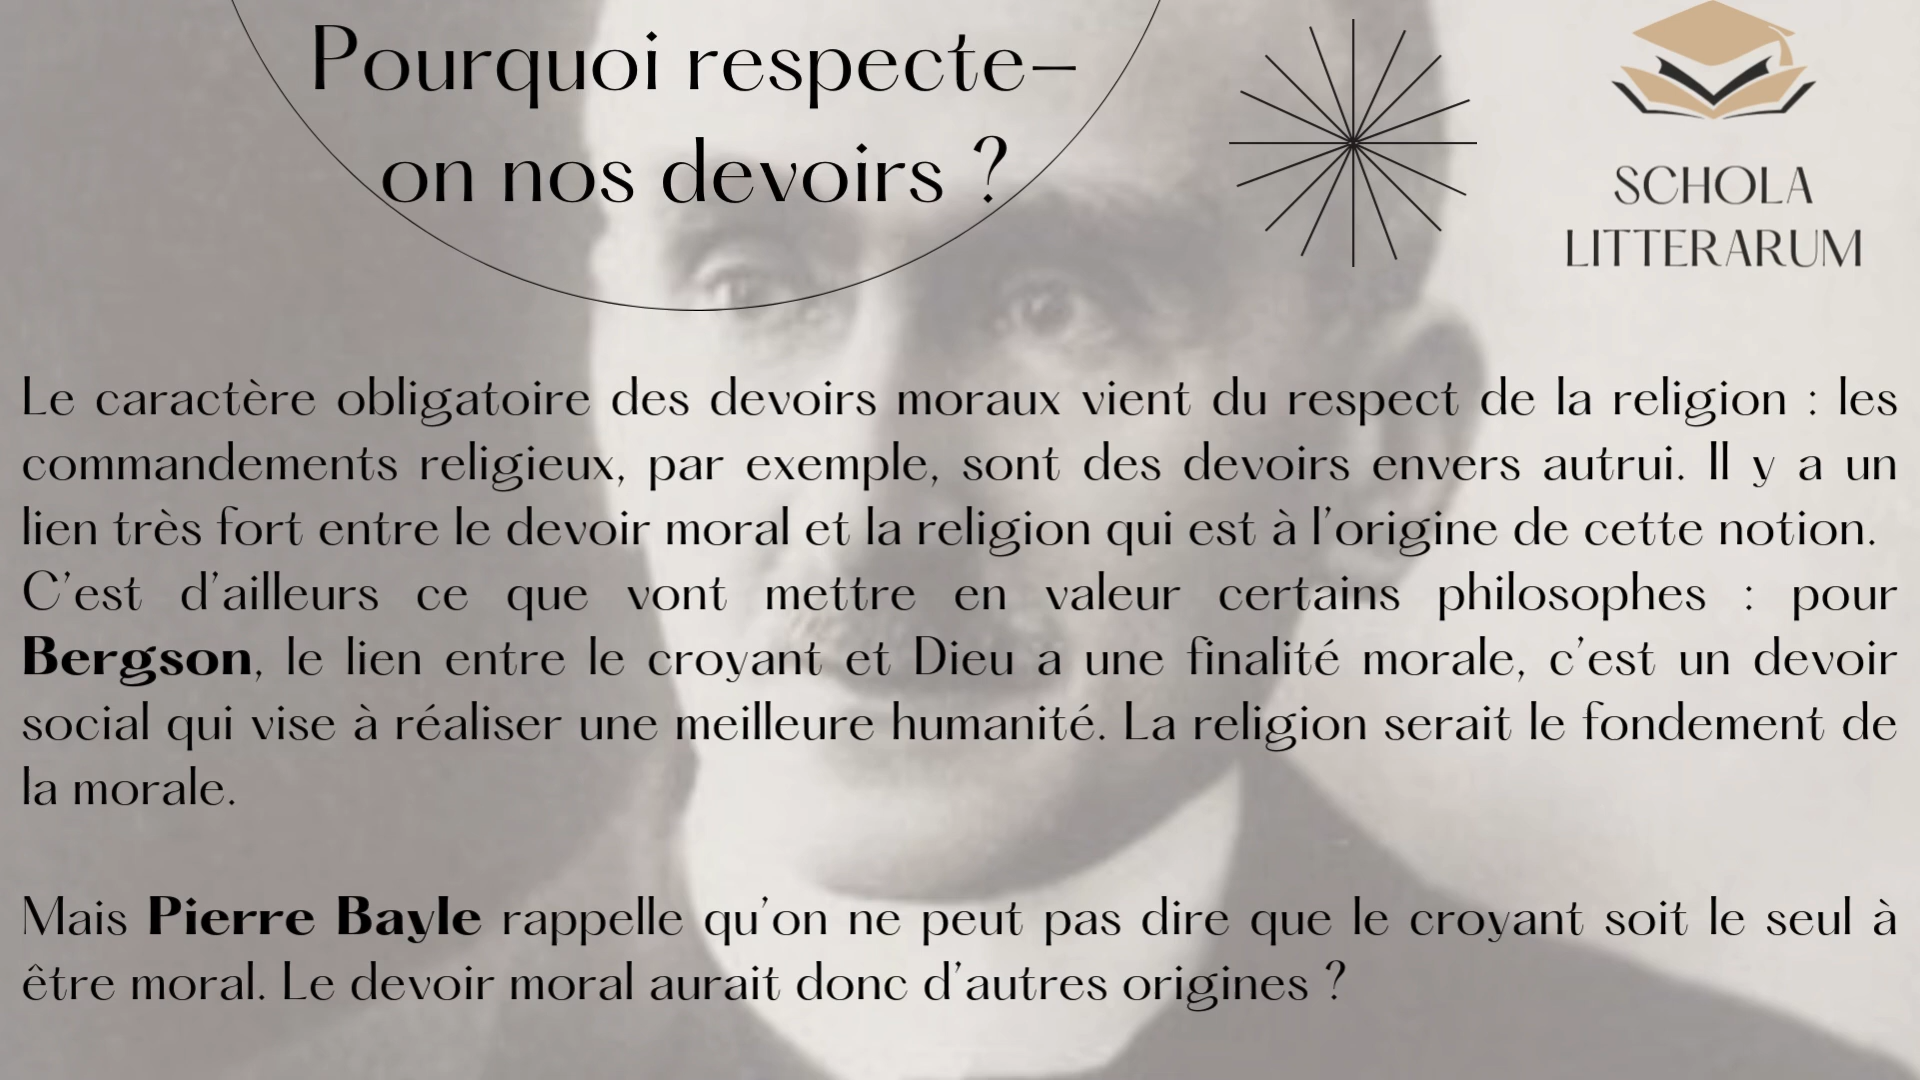 Pourquoi respecte-
on nos devoirs ?
SCHOLA
LITTERARUM
Le caractère obligatoire des devoirs moraux vient du respect de la religion : les
commandements religieux, par exemple, sont des devoirs envers autrui. Il y a un
lien très fort entre le devoir moral et la religion qui est à l'origine de cette notion.
C'est d'ailleurs ce que vont mettre en valeur certains philosophes : pour
Bergson, le lien entre le croyant et Dieu a une finalité morale, c'est un devoir
social qui vise à réaliser une meilleure humanité. La religion serait le fondement de
la morale.
Mais Pierre Bayle rappelle qu'on ne peut pas dire que le croyant soit le seul à
être moral. Le devoir moral aurait donc d'autres origines ?